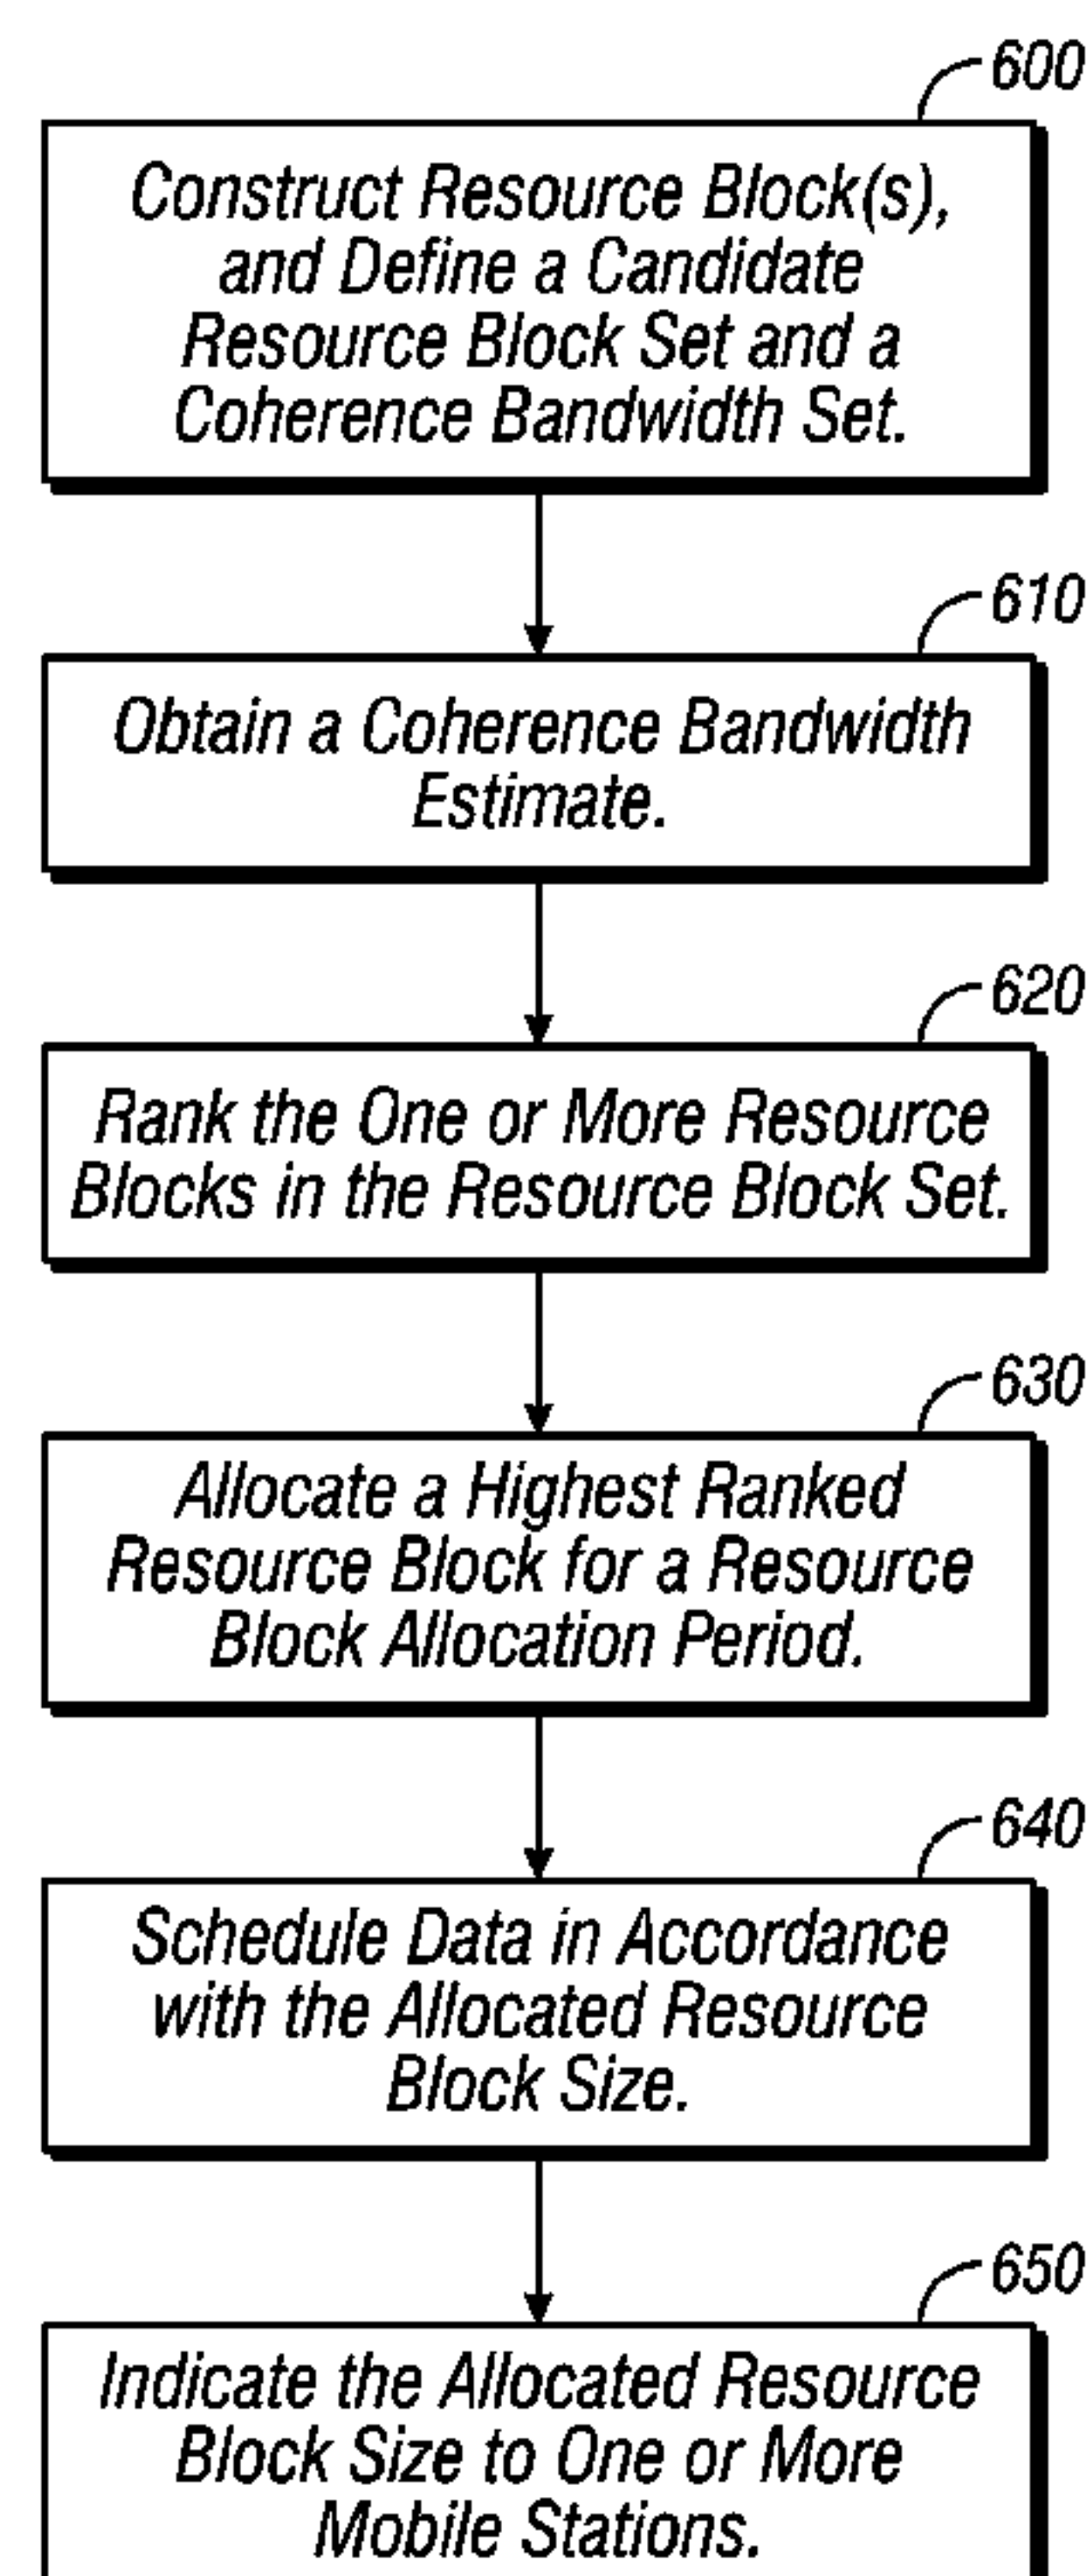 600
Construct Resource Block(s),
and Define a Candidate
Resource Block Set and a
Coherence Bandwidth Set.
610
Obtain a Coherence Bandwidth
Estimate.
620
Rank the One or More Resource
Blocks in the Resource Block Set.
630
Allocate a Highest Ranked
Resource Block for a Resource
Block Allocation Period.
640
Schedule Data in Accordance
with the Allocated Resource
Block Size.
650
Indicate the Allocated Resource
Block Size to One or More
Mobile Stations.